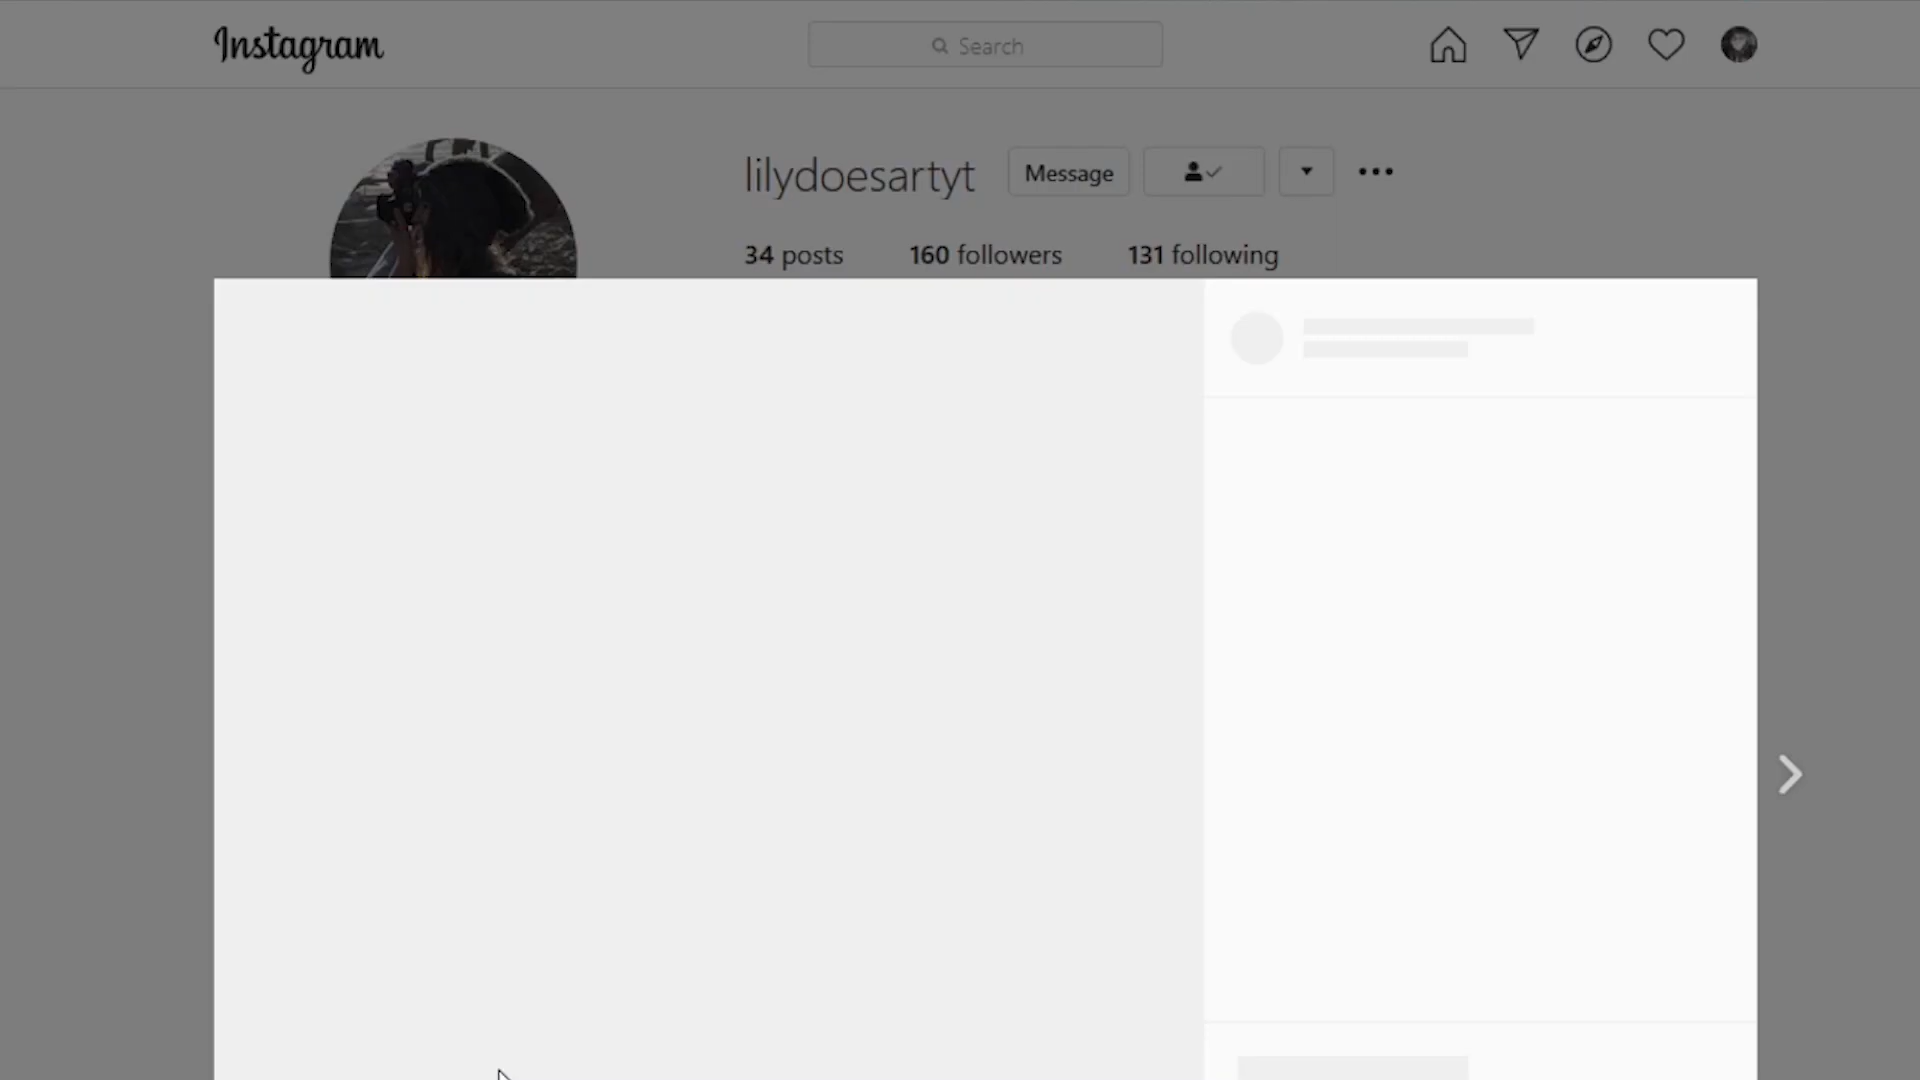 Instagram
Search
lilydoesartyt
Message
34 posts
160 followers
131 following